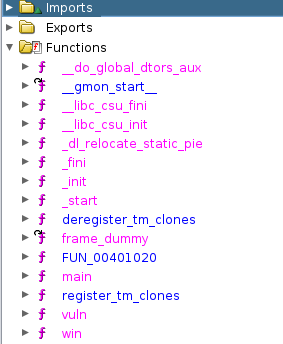 Imports
Exports
Functions
__do_global_dtors_aux
__gmon_start__
__libc_csu_fini
__libc_csu_init
_dl_relocate_static_pie
_fini
_init
_start
deregister_tm_clones
frame_dummy
FUN_00401020
main
register_tm_clones
vuln
win